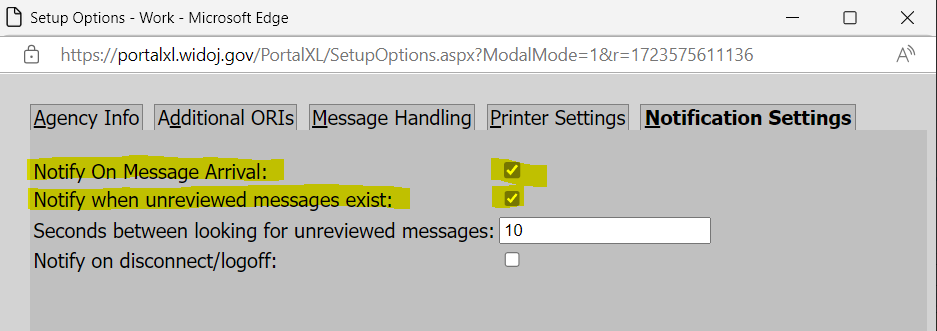 Setup Options - Work - Microsoft Edge
https://portalxl.widoj.gov/PortalXL/SetupOptions.aspx?ModalMode=1&r=1723575611136
Agency Info Additional ORIs Message Handling Printer Settings Notification Settings
Notify On Message Arrival:
Notify when unreviewed messages exist:
Seconds between looking for unreviewed messages: 10
Notify on disconnect/logoff: